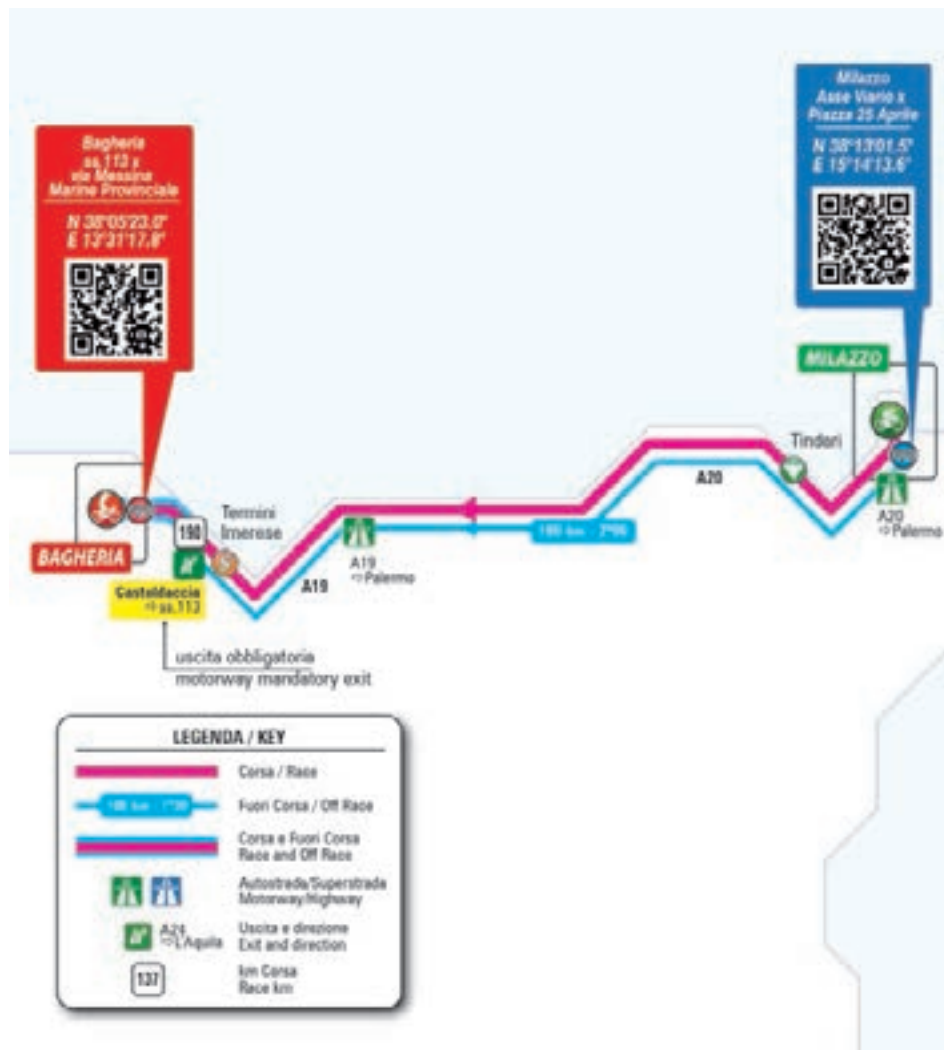 Bagheria
ss.113 x
via Messina
Marine Provinciale
N 38°05'23.0"
E 13°31'17.8"
Milazzo
Asse Viario x
Piazza 25 Aprile
N 38°13'01.5"
E 15°14'13.6"
MILAZZO
Tindari
A20
A20
⇨Palermo
Termini
Imerese
190
BAGHERIA
A19
⇨Palermo
A19
Casteldaccia
⇨ss.113
uscita obbligatoria
motorway mandatory exit
LEGENDA / KEY
Corsa / Race
Fuori Corsa / Off Race
Corsa e Fuori Corsa
Race and Off Race
Autostrada/Superstrada
Motorway/Highway
A24
⇨L'Aquila
Uscita e direzione
Exit and direction
137
km Corsa
Race km